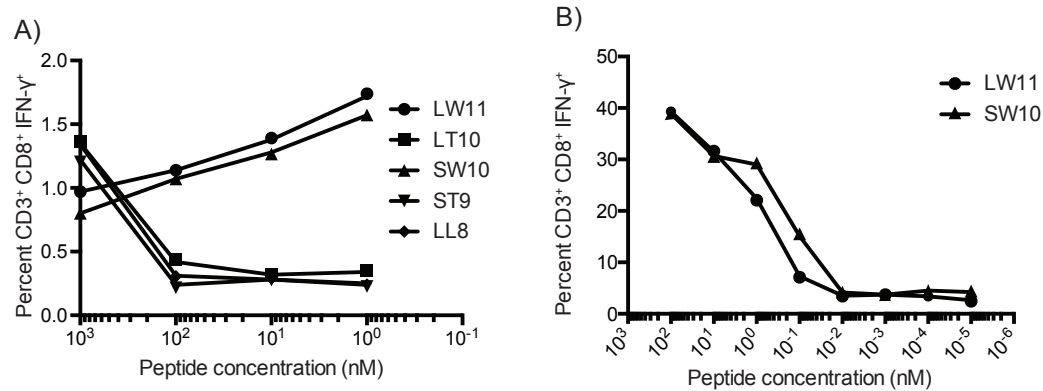 A)
Percent CD3⁺ CD8⁺ IFN-γ⁺
2.0
1.5
1.0
0.5
0.0
10³ 10² 10¹ 10⁰ 10⁻¹
Peptide concentration (nM)
LW11
LT10
SW10
ST9
LL8
B)
Percent CD3⁺ CD8⁺ IFN-γ⁺
50
40
30
20
10
0
10⁻³ 10² 10¹ 10⁰ 10⁻¹ 10⁻² 10⁻³ 10⁻⁴ 10⁻⁵ 10⁻⁶
Peptide concentration (nM)
LW11
SW10